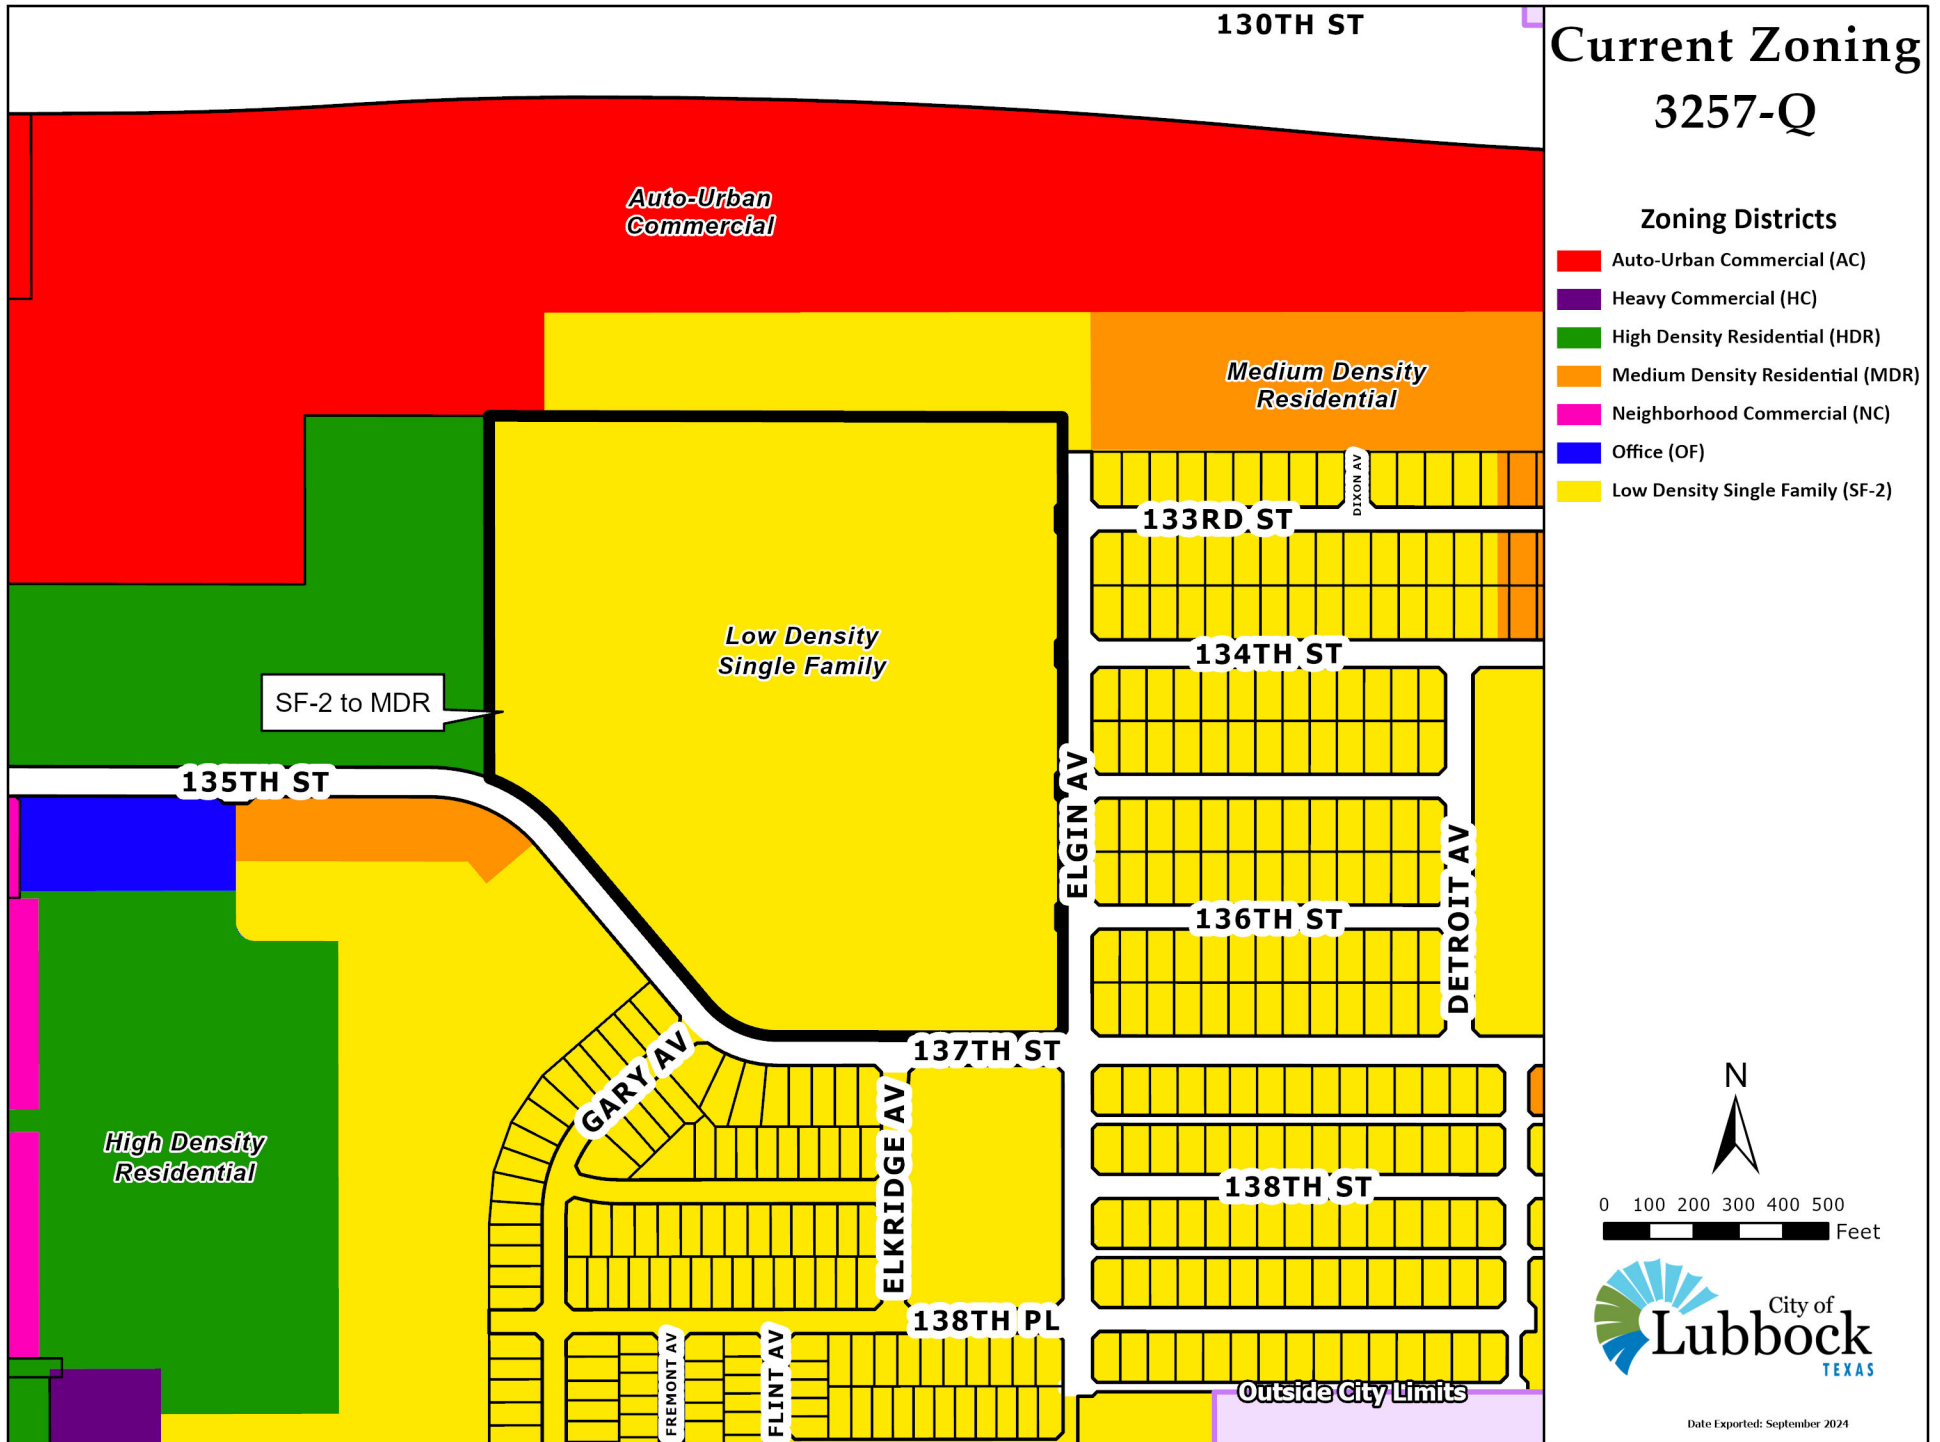 130TH ST
Current Zoning
3257-Q
Auto-Urban
Commercial
Zoning Districts
Auto-Urban Commercial (AC)
Heavy Commercial (HC)
High Density Residential (HDR)
Medium Density Residential (MDR)
Neighborhood Commercial (NC)
Office (OF)
Low Density Single Family (SF-2)
Medium Density
Residential
DIXON AV
133RD ST
Low Density
Single Family
134TH ST
SF-2 to MDR
135TH ST
ELGIN AV
DETROIT AV
136TH ST
137TH ST
GARY AV
ELKRIDGE AV
High Density
Residential
138TH ST
138TH PL
FREMONT AV
FLINT AV
Outside City Limits
N
0 100 200 300 400 500
Feet
City of
Lubbock
TEXAS
Date Exported: September 2024